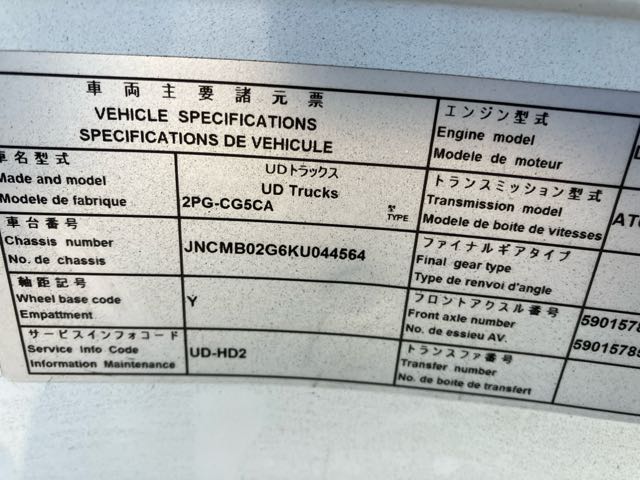 車両主要諸元票
VEHICLE SPECIFICATIONS
SPECIFICATIONS DE VEHICULE
車名型式
Made and model
Modele de fabrique
UDトラックス
UD Trucks
2PG-CG5CA
型
TYPE
車台番号
Chassis number
No. de chassis
JNCMB02G6KU044564
軸距記号
Wheel base code
Empattment
Y
サービスインフォコード
Service Info Code
Information Maintenance
UD-HD2
エンジン型式
Engine model
Modele de moteur
トランスミッション型式
Transmission model
Modele de boite de vitesses
ファイナルギアタイプ
Final gear type
Type de renvoi d'angle
フロントアクスル番号
Front axle number
No. de essieu AV.
トランスファ番号
Transfer number
No. de boite de transfert